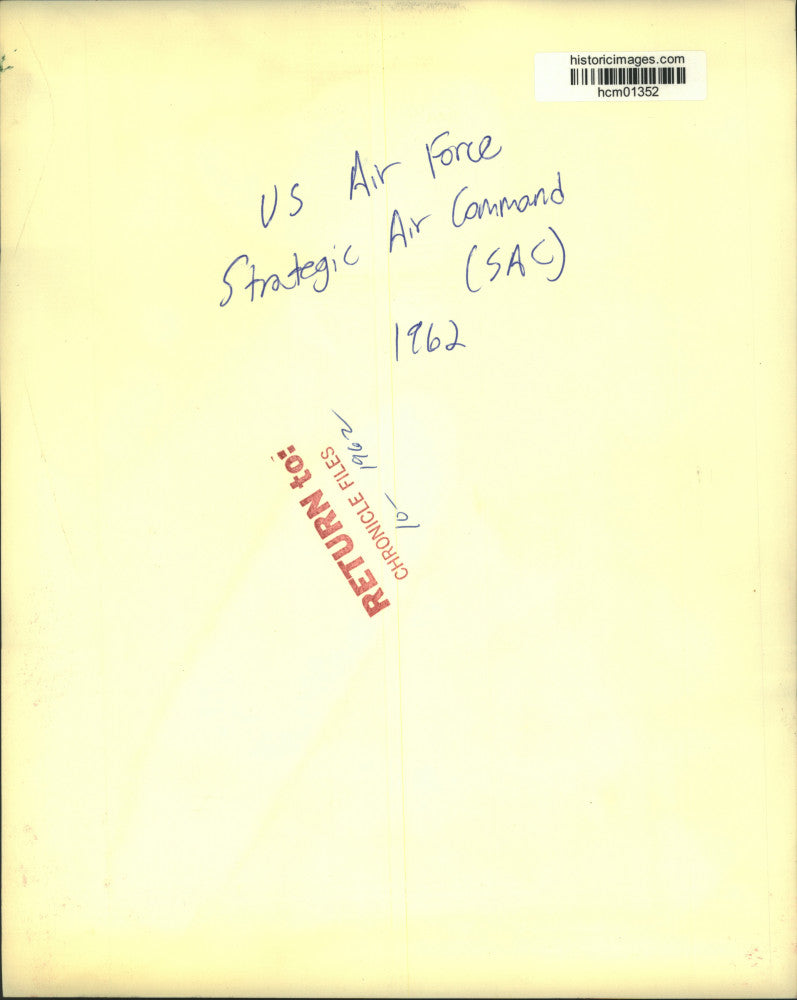 historicimages.com
hcm01352
US Air Force
Strategic Air Command
(SAC)
1962
RETURN to:
CHRONICLE FILES
10- 1962